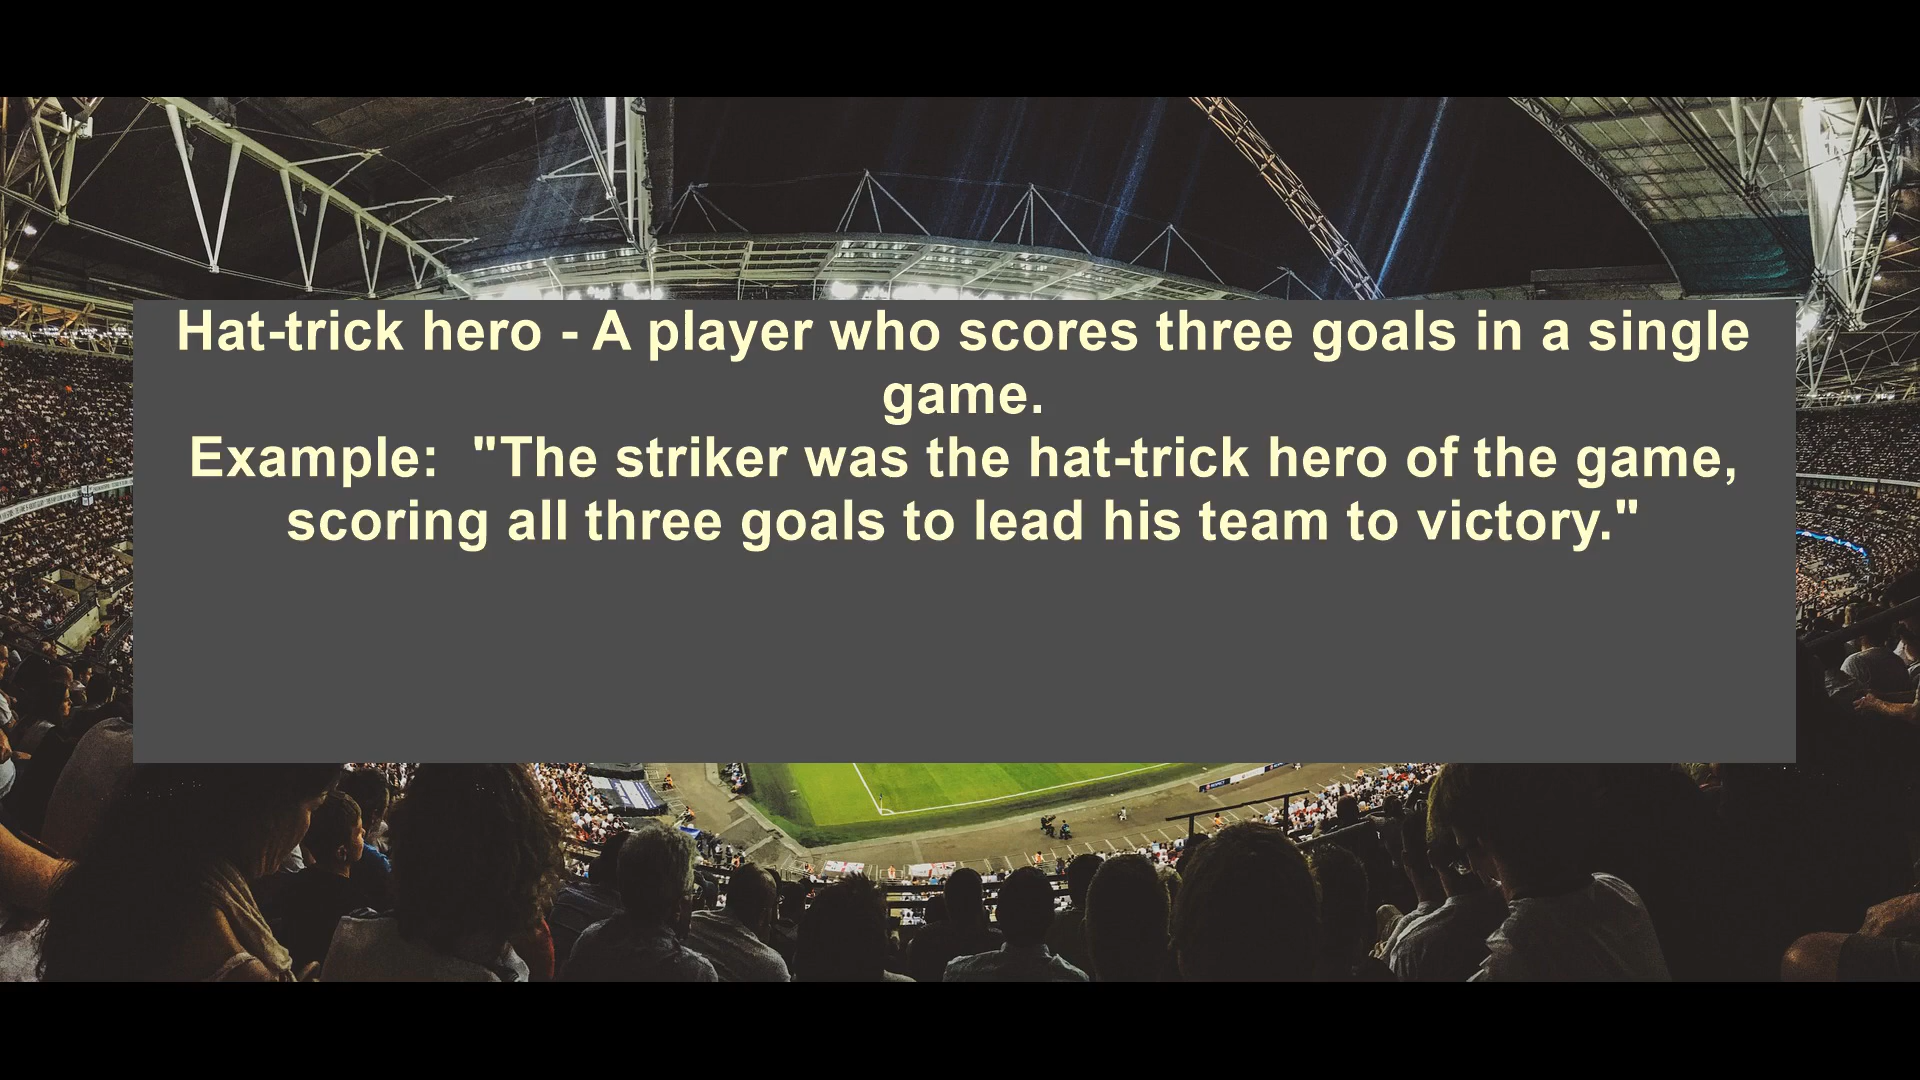 Hat-trick hero - A player who scores three goals in a single
game.
Example:  "The striker was the hat-trick hero of the game,
scoring all three goals to lead his team to victory."